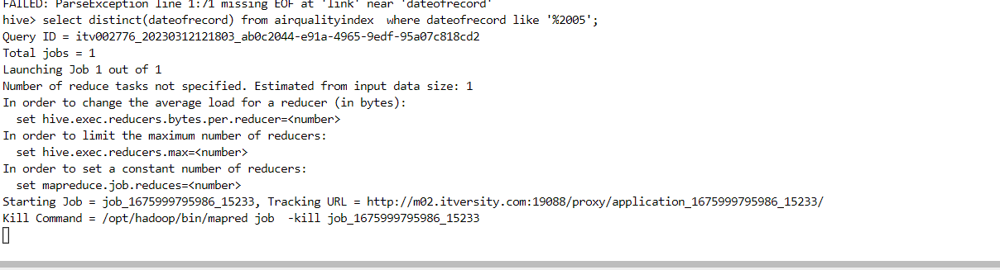 FAILED: ParseException line 1:71 missing EOF at 'link' near 'dateofrecord'
hive> select distinct(dateofrecord) from airqualityindex  where dateofrecord like '%2005';
Query ID = itv002776_20230312121803_ab0c2044-e91a-4965-9edf-95a07c818cd2
Total jobs = 1
Launching Job 1 out of 1
Number of reduce tasks not specified. Estimated from input data size: 1
In order to change the average load for a reducer (in bytes):
  set hive.exec.reducers.bytes.per.reducer=<number>
In order to limit the maximum number of reducers:
  set hive.exec.reducers.max=<number>
In order to set a constant number of reducers:
  set mapreduce.job.reduces=<number>
Starting Job = job_1675999795986_15233, Tracking URL = http://m02.itversity.com:19088/proxy/application_1675999795986_15233/
Kill Command = /opt/hadoop/bin/mapred job  -kill job_1675999795986_15233